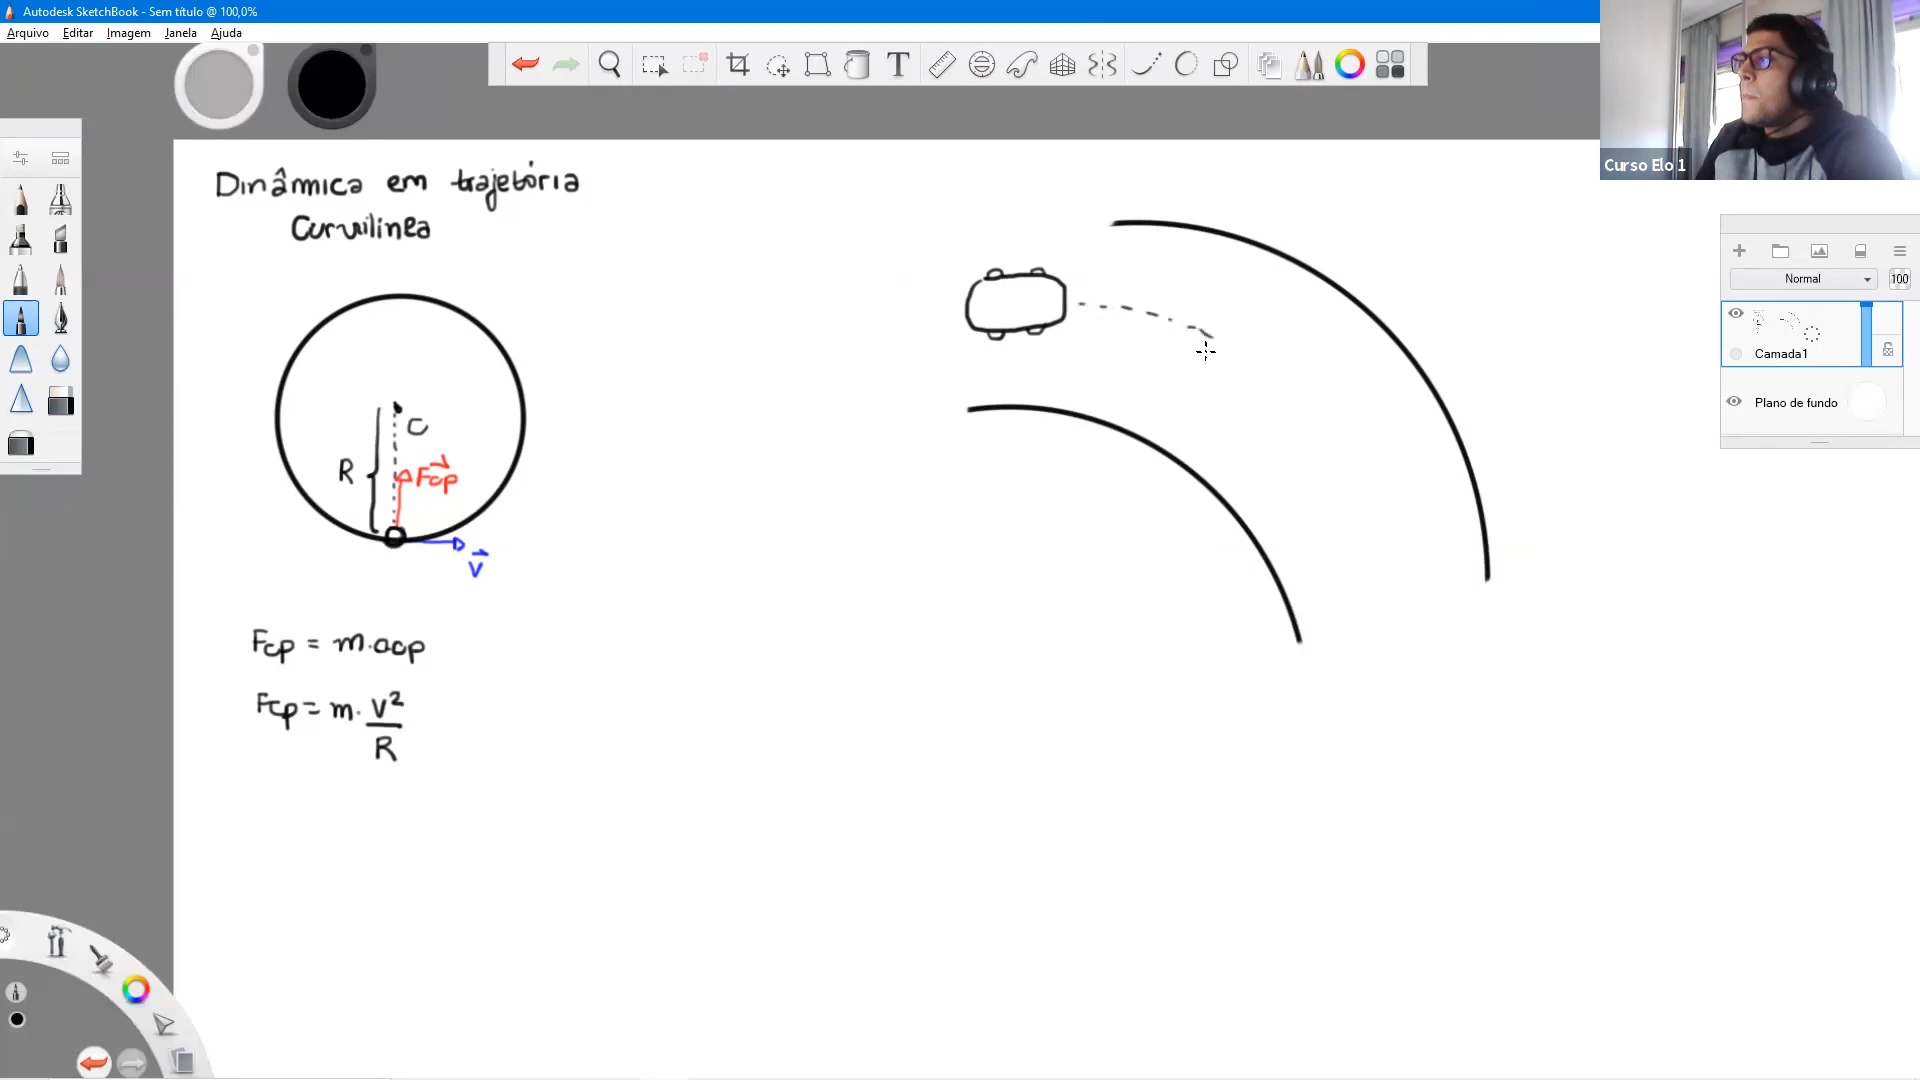 Autodesk SketchBook - Sem título @ 100,0%
Arquivo Editar Imagem Janela Ajuda
T
Curso Elo 1
Dinâmica em trajetória
Curvilínea
C
R
Fcp
V
Fcp = m.acp
Fcp = m. V²
R
Normal
100
Camada1
Plano de fundo